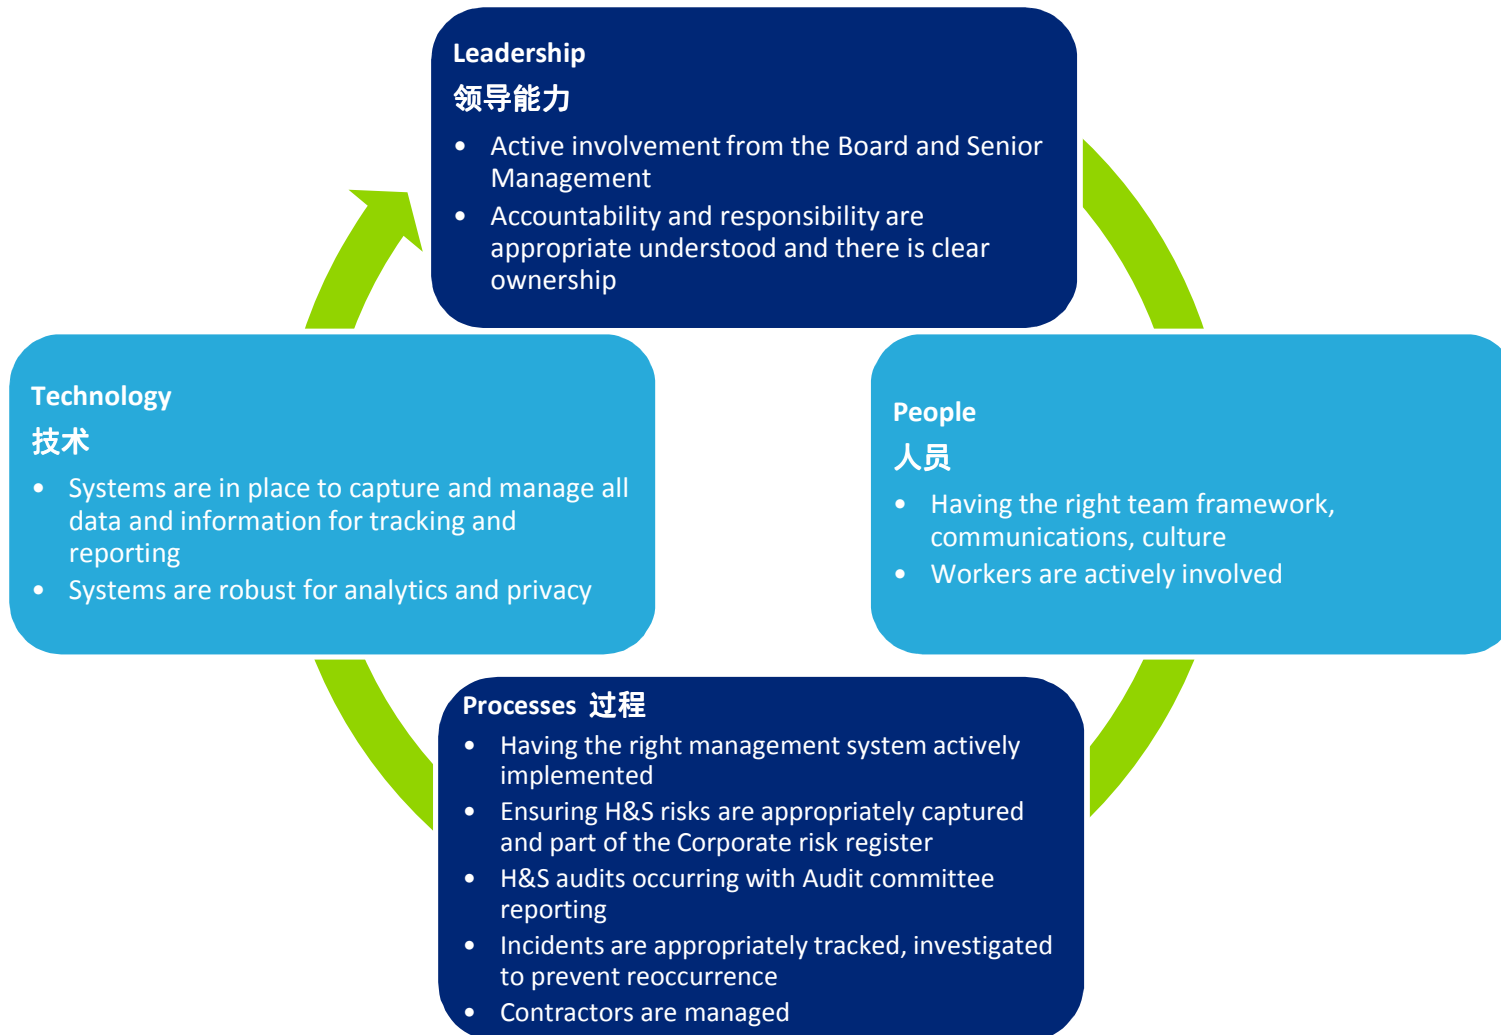 Leadership
领导能力
• Active involvement from the Board and Senior
Management
• Accountability and responsibility are
appropriate understood and there is clear
ownership
Technology
技术
• Systems are in place to capture and manage all
data and information for tracking and
reporting
• Systems are robust for analytics and privacy
People
人员
• Having the right team framework,
communications, culture
• Workers are actively involved
Processes 过程
• Having the right management system actively
implemented
• Ensuring H&S risks are appropriately captured
and part of the Corporate risk register
• H&S audits occurring with Audit committee
reporting
• Incidents are appropriately tracked, investigated
to prevent reoccurrence
• Contractors are managed